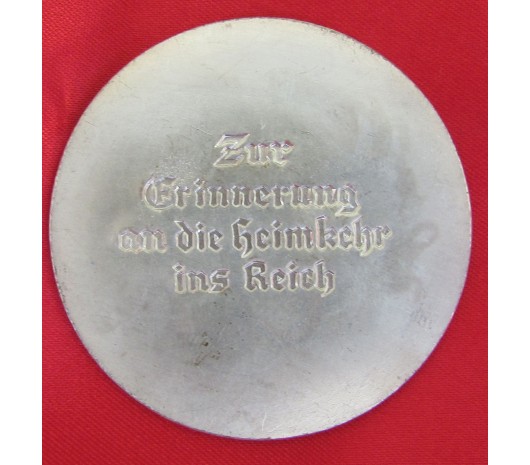 Zur
Erinnerung
an die Heimkehr
ins Reich